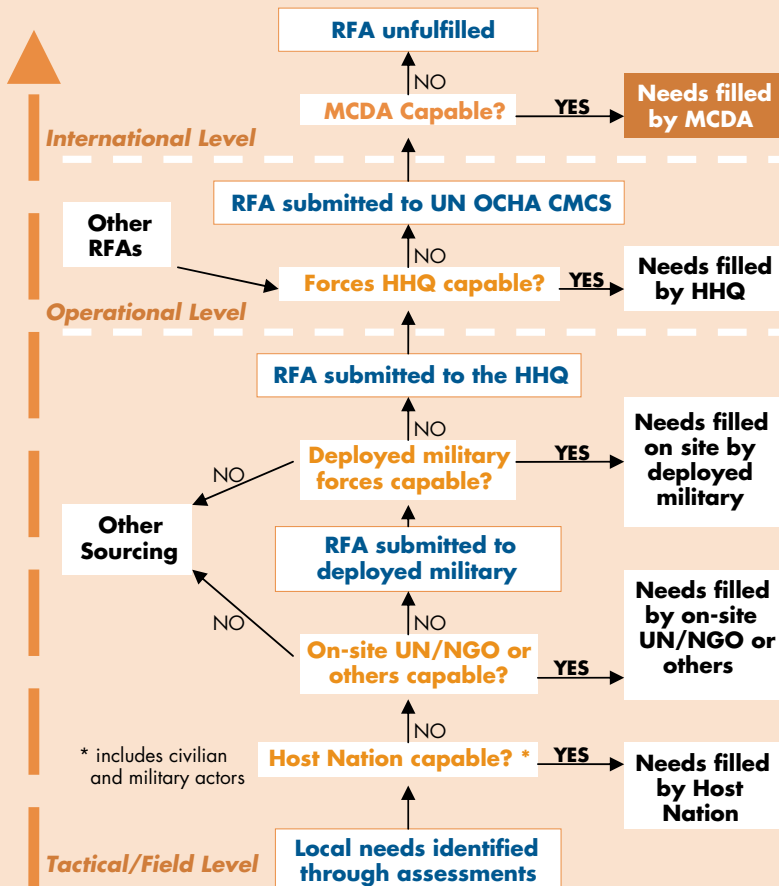 RFA unfulfilled
NO
MCDA Capable?
YES
Needs filled
by MCDA
International Level
RFA submitted to UN OCHA CMCS
Other
RFAs
NO
Forces HHQ capable?
YES
Needs filled
by HHQ
Operational Level
RFA submitted to the HHQ
NO
Deployed military
forces capable?
YES
Needs filled
on site by
deployed
military
NO
Other
Sourcing
RFA submitted to
deployed military
NO
NO
On-site UN/NGO or
others capable?
YES
Needs filled
by on-site
UN/NGO or
others
NO
* includes civilian
and military actors
Host Nation capable? *
YES
Needs filled
by Host
Nation
Tactical/Field Level
Local needs identified
through assessments